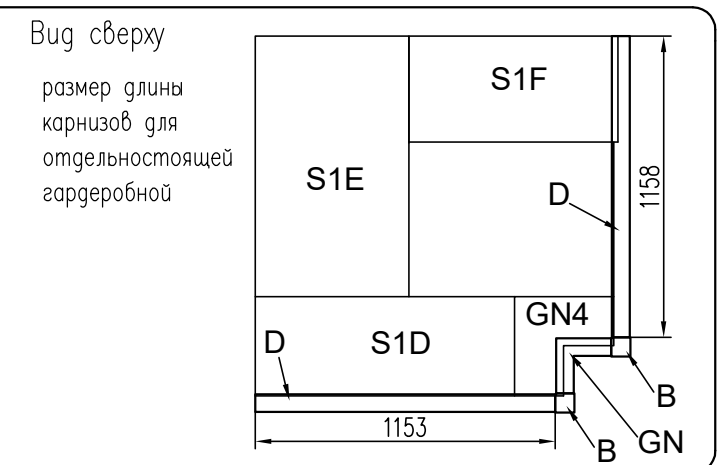 Вид сверху
размер длины
карнизов для
отдельностоящей
гардеробной
S1F
S1E
D
1158
GN4
D
S1D
B
1153
B
GN